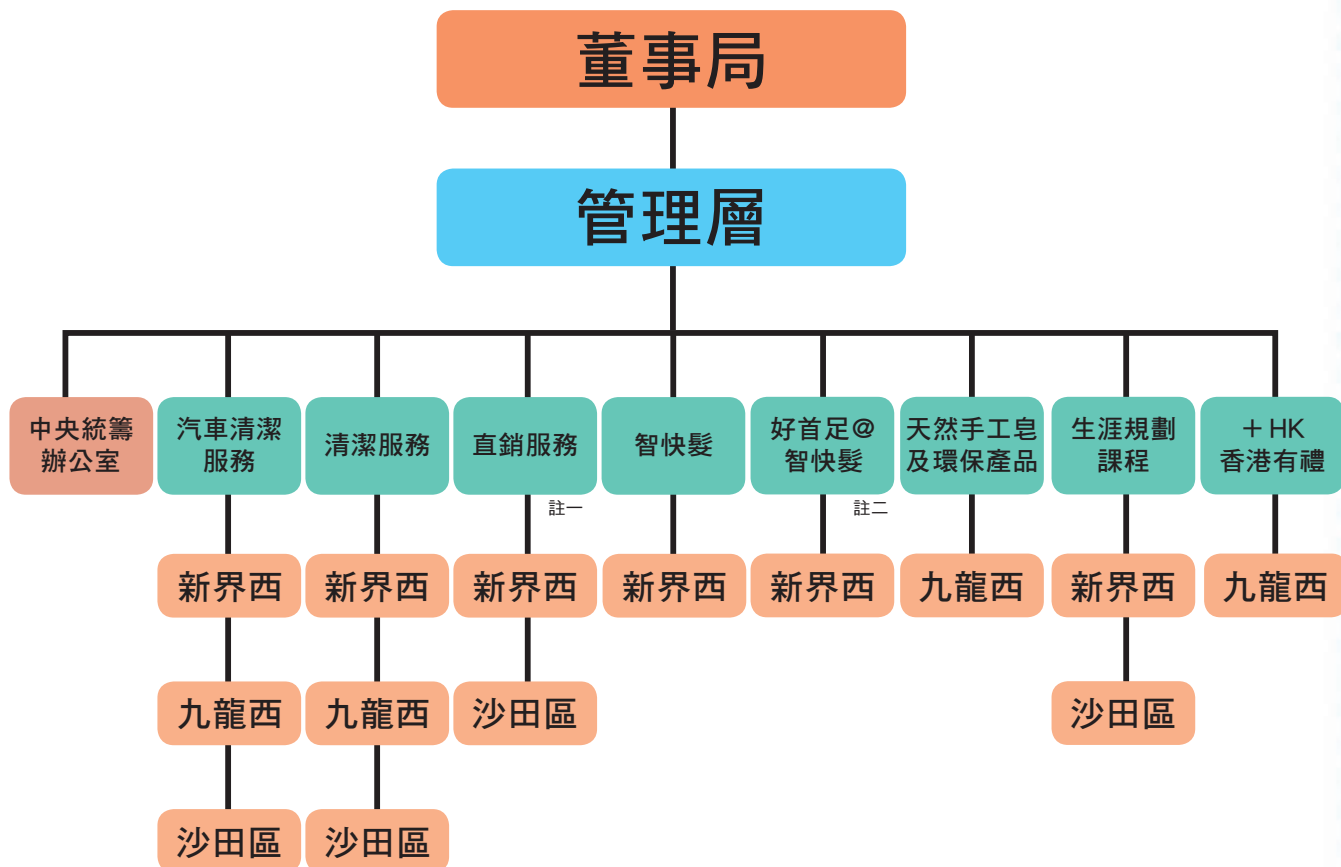 董事局
管理層
中央統籌
辦公室
汽車清潔
服務
清潔服務
直銷服務
註一
智快髮
好首足@
智快髮
註二
天然手工皂
及環保產品
生涯規劃
課程
＋HK
香港有禮
新界西
新界西
新界西
新界西
新界西
九龍西
新界西
九龍西
九龍西
九龍西
沙田區
沙田區
沙田區
沙田區